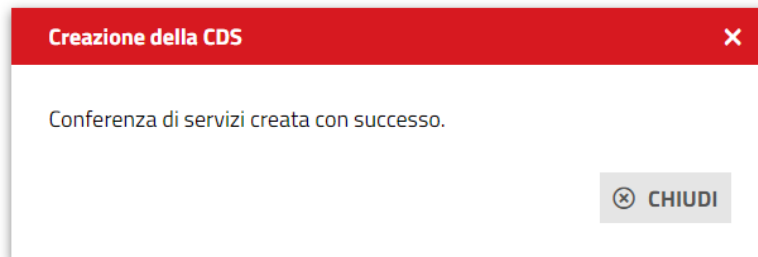 Creazione della CDS
Conferenza di servizi creata con successo.
CHIUDI